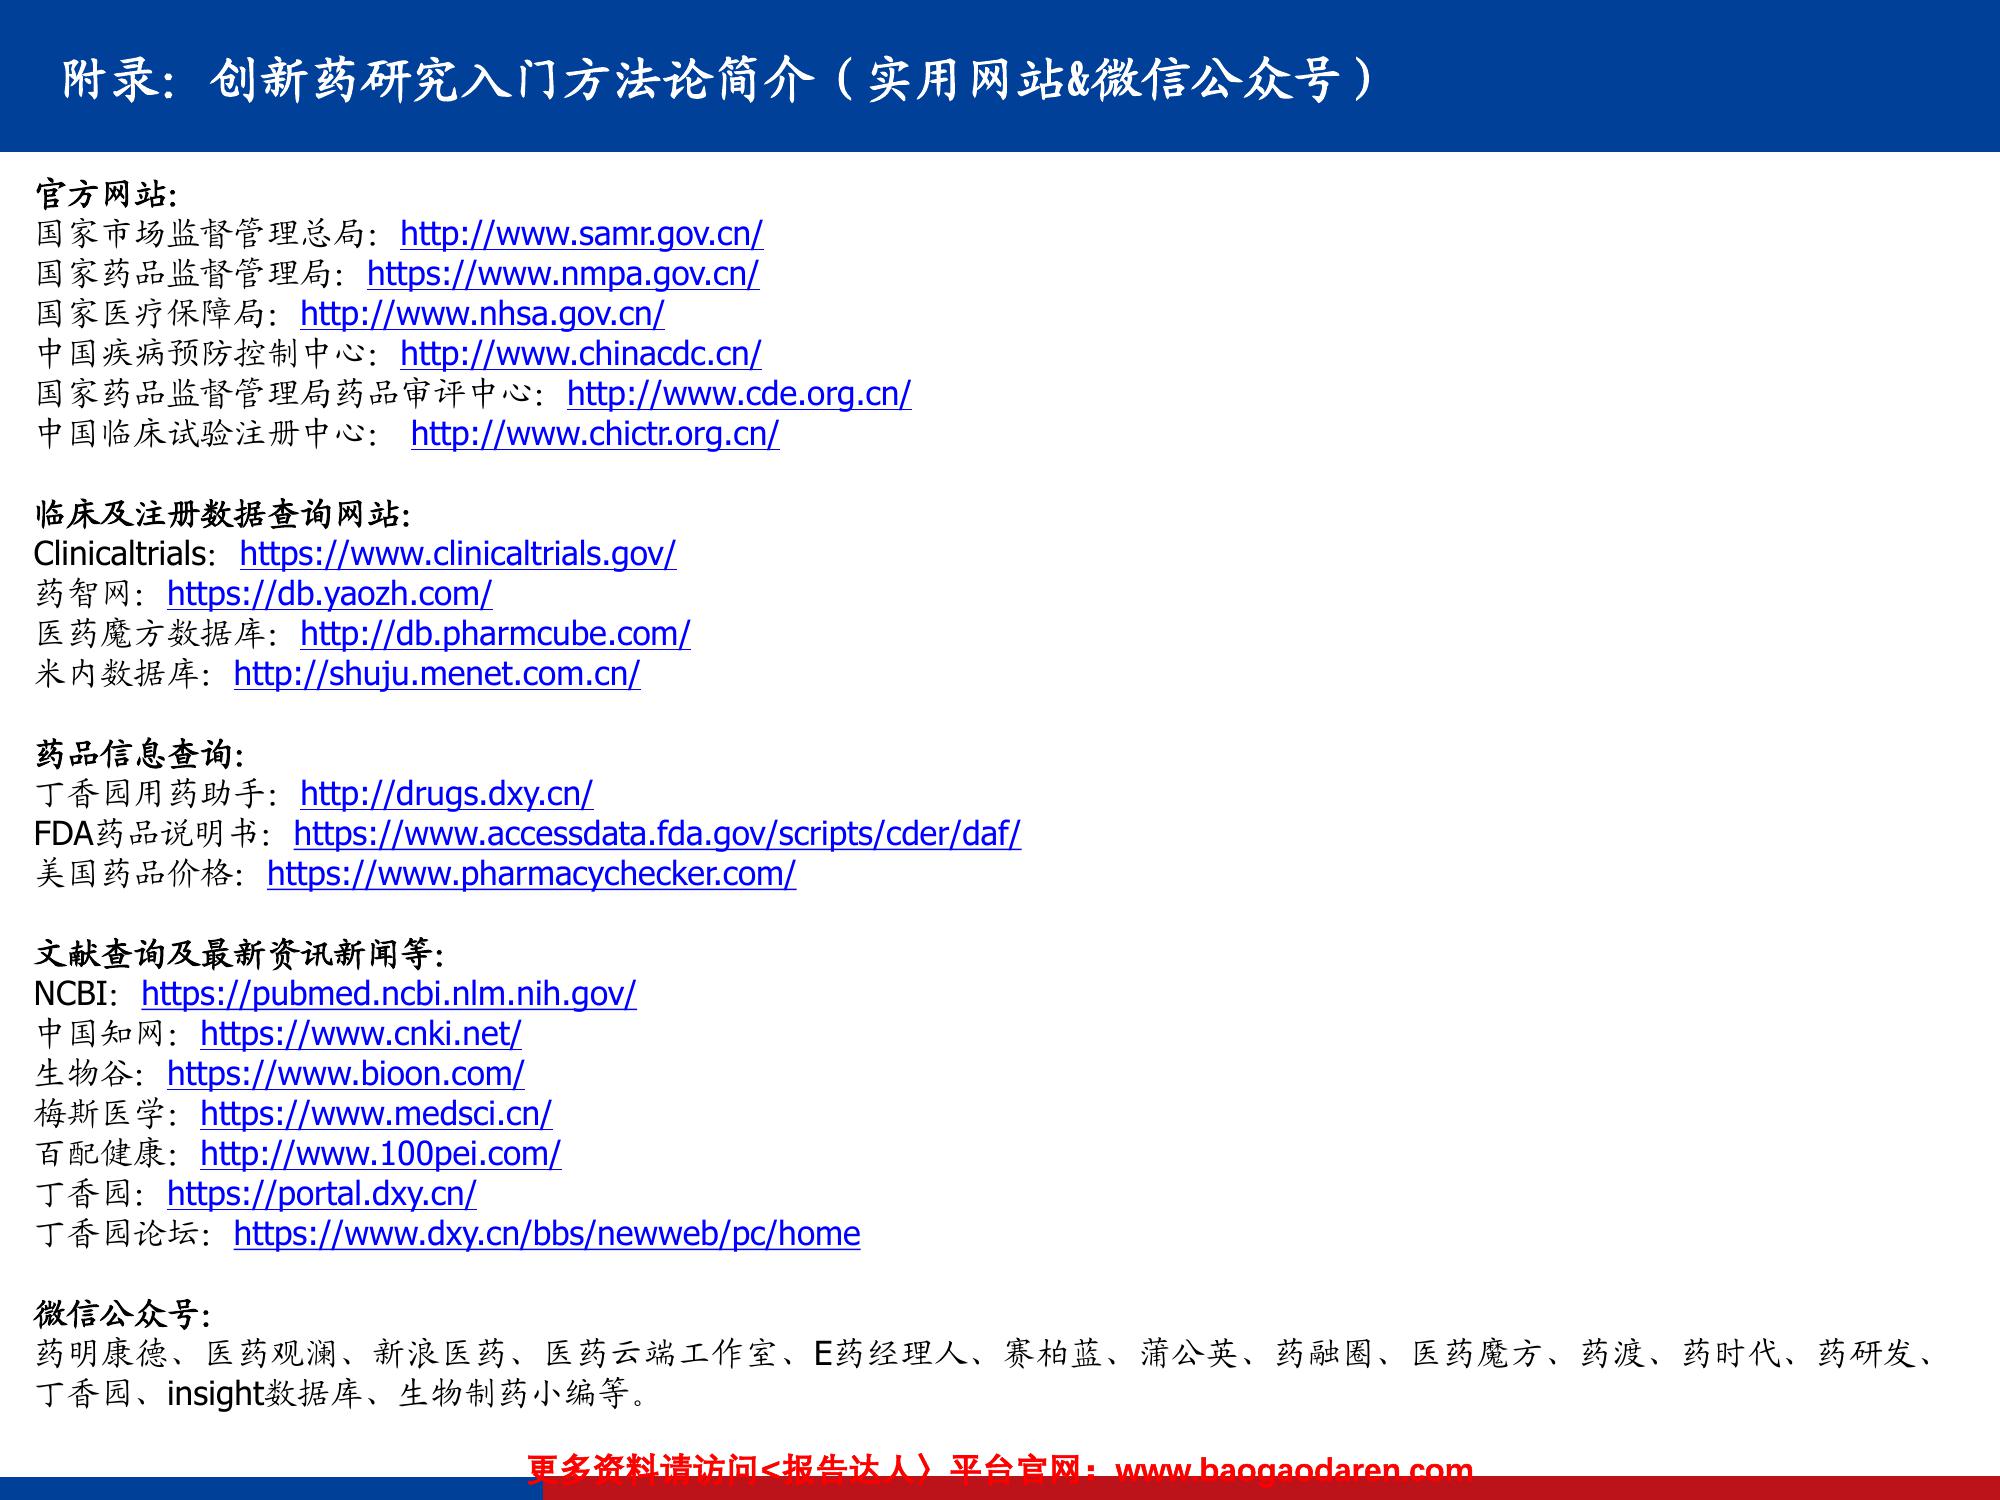 附录：创新药研究入门方法论简介（实用网站&微信公众号）
官方网站：
国家市场监督管理总局：http://www.samr.gov.cn/
国家药品监督管理局：https://www.nmpa.gov.cn/
国家医疗保障局：http://www.nhsa.gov.cn/
中国疾病预防控制中心：http://www.chinacdc.cn/
国家药品监督管理局药品审评中心：http://www.cde.org.cn/
中国临床试验注册中心： http://www.chictr.org.cn/
临床及注册数据查询网站：
Clinicaltrials：https://www.clinicaltrials.gov/
药智网：https://db.yaozh.com/
医药魔方数据库：http://db.pharmcube.com/
米内数据库：http://shuju.menet.com.cn/
药品信息查询：
丁香园用药助手：http://drugs.dxy.cn/
FDA药品说明书：https://www.accessdata.fda.gov/scripts/cder/daf/
美国药品价格：https://www.pharmacychecker.com/
文献查询及最新资讯新闻等：
NCBI：https://pubmed.ncbi.nlm.nih.gov/
中国知网：https://www.cnki.net/
生物谷：https://www.bioon.com/
梅斯医学：https://www.medsci.cn/
百配健康：http://www.100pei.com/
丁香园：https://portal.dxy.cn/
丁香园论坛：https://www.dxy.cn/bbs/newweb/pc/home
微信公众号：
药明康德、医药观澜、新浪医药、医药云端工作室、E药经理人、赛柏蓝、蒲公英、药融圈、医药魔方、药渡、药时代、药研发、
丁香园、insight数据库、生物制药小编等。
更多资料请访问<报告达人〉平台官网：www.baogaodaren.com